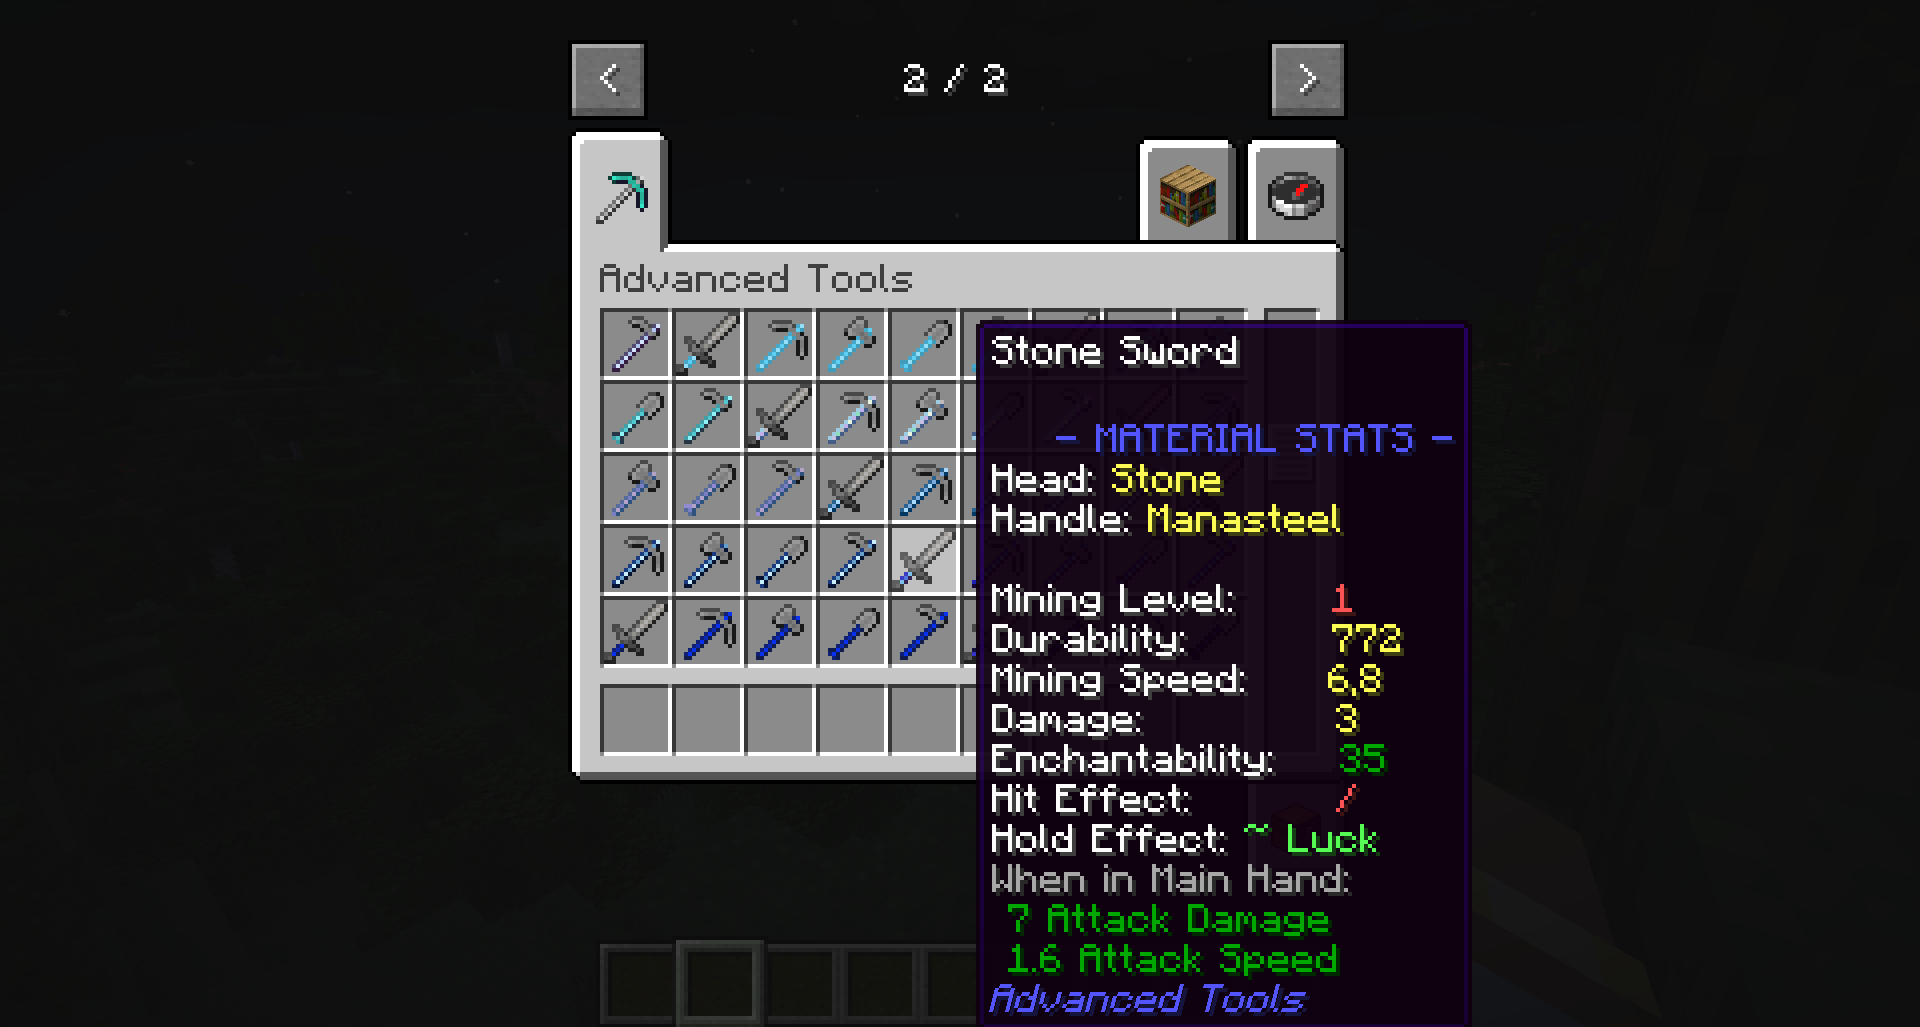 2 / 2
Advanced Tools
Stone Sword
- MATERIAL STATS -
Head: Stone
Handle: Manasteel
Mining Level: 1
Durability: 772
Mining Speed: 6,8
Damage: 3
Enchantability: 35
Hit Effect: /
Hold Effect: ~ Luck
When in Main Hand:
7 Attack Damage
1.6 Attack Speed
Advanced Tools